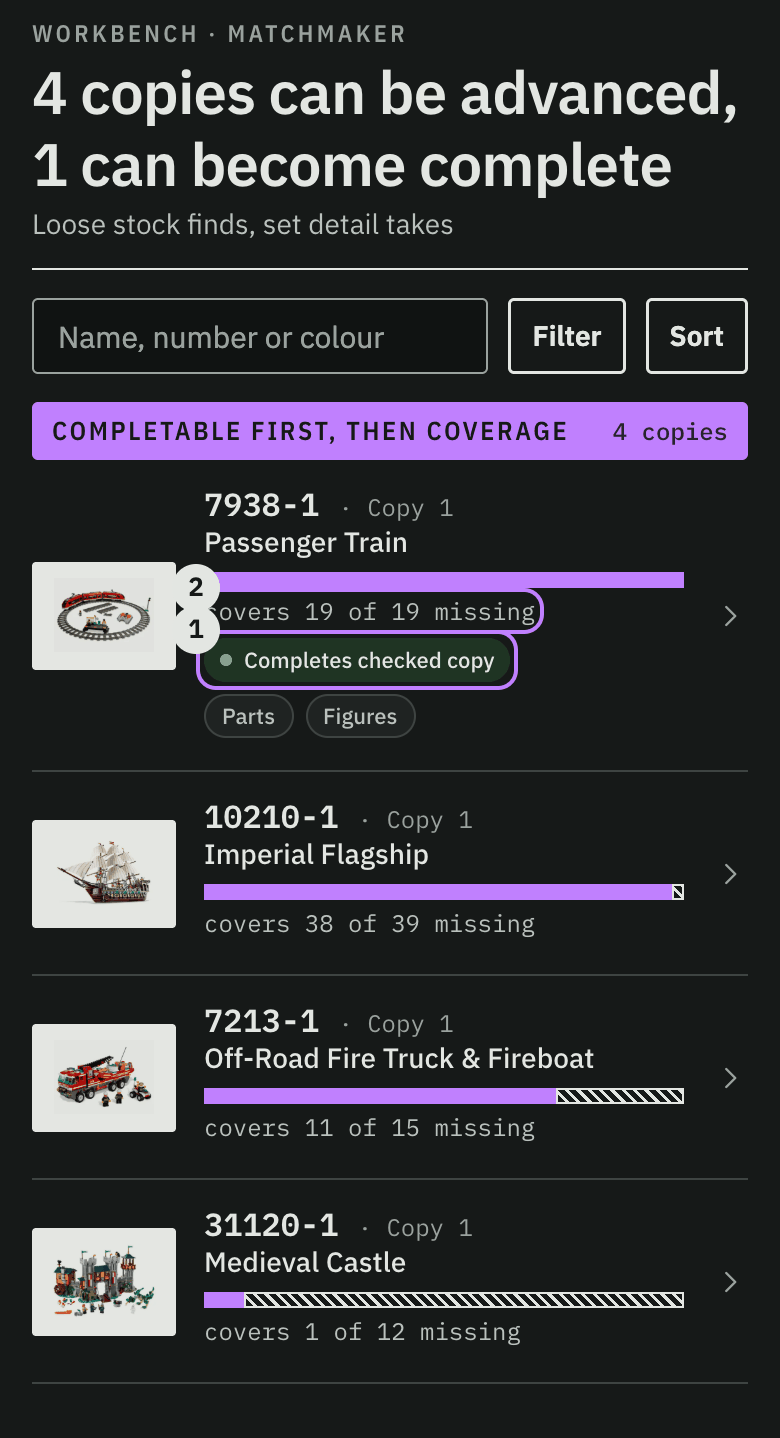 WORKBENCH · MATCHMAKER
4 copies can be advanced,
1 can become complete
Loose stock finds, set detail takes
Name, number or colour
Filter
Sort
COMPLETABLE FIRST, THEN COVERAGE 4 copies
7938-1 · Copy 1
Passenger Train
2
covers 19 of 19 missing
1
Completes checked copy
Parts
Figures
10210-1 · Copy 1
Imperial Flagship
covers 38 of 39 missing
7213-1 · Copy 1
Off-Road Fire Truck & Fireboat
covers 11 of 15 missing
31120-1 · Copy 1
Medieval Castle
covers 1 of 12 missing